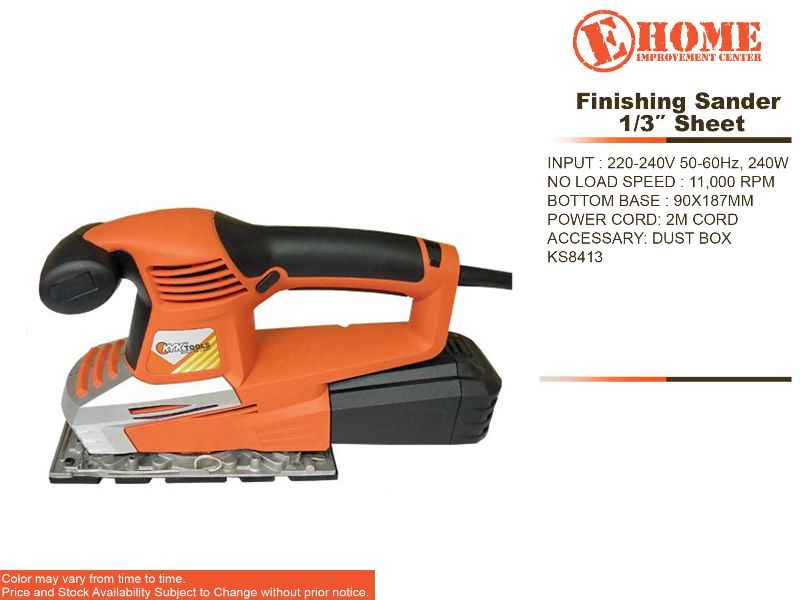 E HOME
IMPROVEMENT CENTER
Finishing Sander
1/3″ Sheet
INPUT : 220-240V 50-60Hz, 240W
NO LOAD SPEED : 11,000 RPM
BOTTOM BASE : 90X187MM
POWER CORD: 2M CORD
ACCESSARY: DUST BOX
KS8413
KYK TOOLS
Color may vary from time to time.
Price and Stock Availability Subject to Change without prior notice.